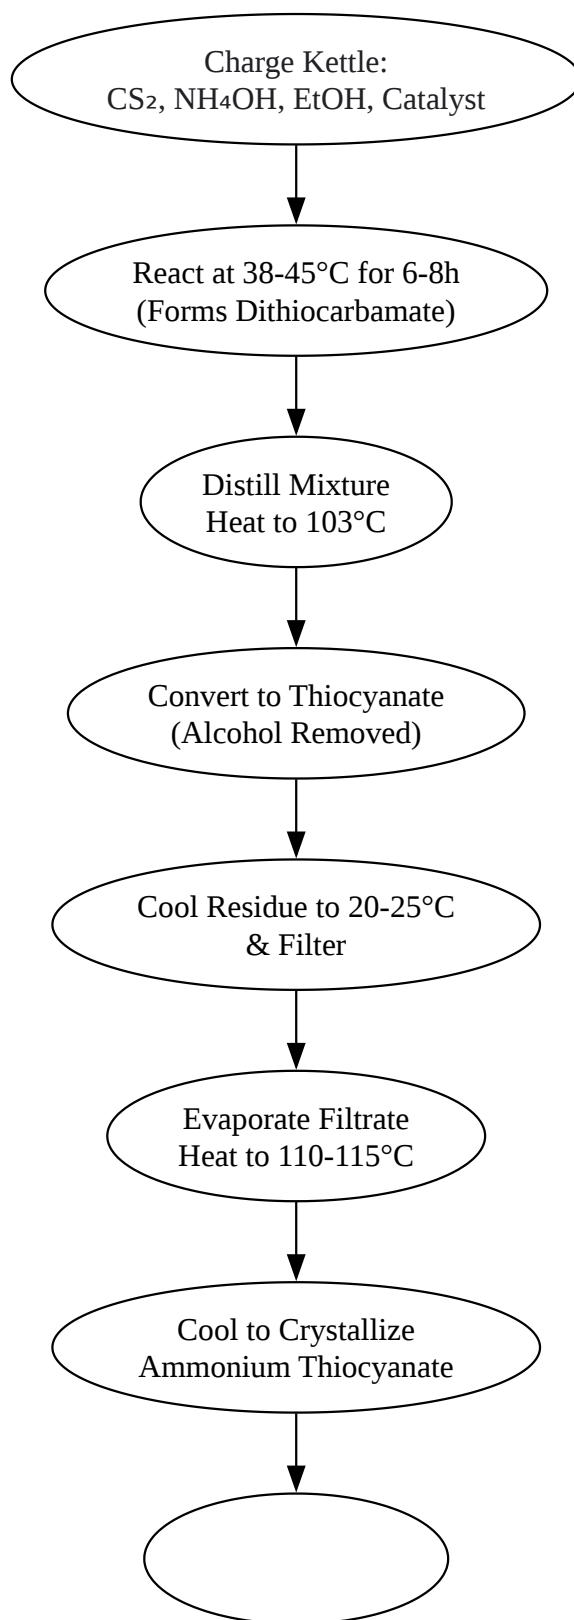 Charge Kettle:
CS₂, NH₄OH, EtOH, Catalyst
React at 38-45°C for 6-8h
(Forms Dithiocarbamate)
Distill Mixture
Heat to 103°C
Convert to Thiocyanate
(Alcohol Removed)
Cool Residue to 20-25°C
& Filter
Evaporate Filtrate
Heat to 110-115°C
Cool to Crystallize
Ammonium Thiocyanate